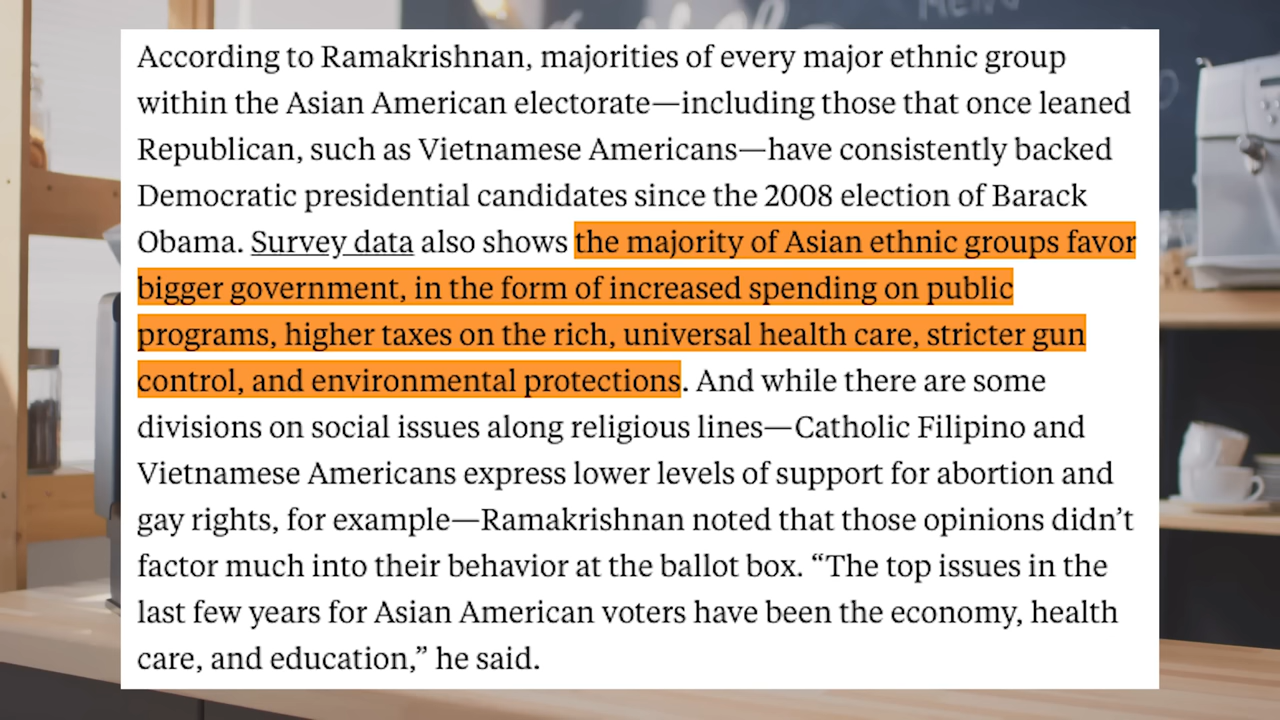 MENU
According to Ramakrishnan, majorities of every major ethnic group
within the Asian American electorate—including those that once leaned
Republican, such as Vietnamese Americans—have consistently backed
Democratic presidential candidates since the 2008 election of Barack
Obama. Survey data also shows the majority of Asian ethnic groups favor
bigger government, in the form of increased spending on public
programs, higher taxes on the rich, universal health care, stricter gun
control, and environmental protections. And while there are some
divisions on social issues along religious lines—Catholic Filipino and
Vietnamese Americans express lower levels of support for abortion and
gay rights, for example—Ramakrishnan noted that those opinions didn’t
factor much into their behavior at the ballot box. “The top issues in the
last few years for Asian American voters have been the economy, health
care, and education,” he said.